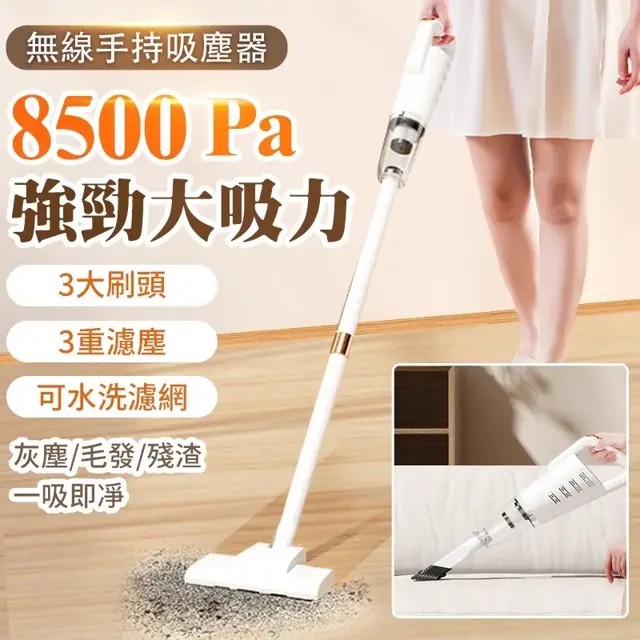 無線手持吸塵器
8500 Pa
強勁大吸力
3大刷頭
3重濾塵
可水洗濾網
灰塵/毛發/殘渣
一吸即凈